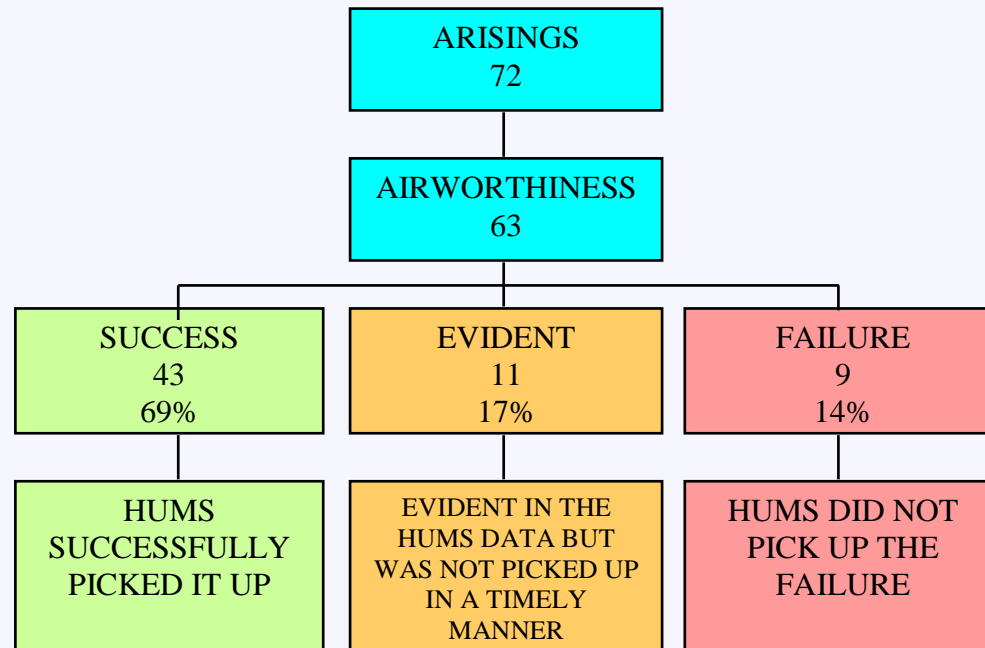 ARISINGS
72
AIRWORTHINESS
63
SUCCESS
43
69%
EVIDENT
11
17%
FAILURE
9
14%
HUMS
SUCCESSFULLY
PICKED IT UP
EVIDENT IN THE
HUMS DATA BUT
WAS NOT PICKED UP
IN A TIMELY
MANNER
HUMS DID NOT
PICK UP THE
FAILURE